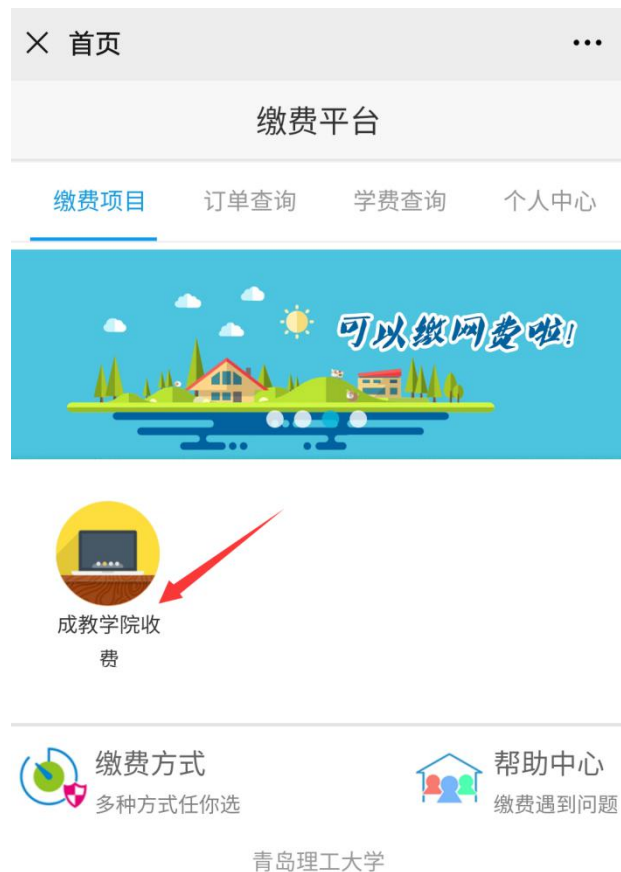 首页
缴费平台
缴费项目 订单查询 学费查询 个人中心
可以缴网费啦!
成教学院收
费
缴费方式
多种方式任你选
帮助中心
缴费遇到问题
青岛理工大学